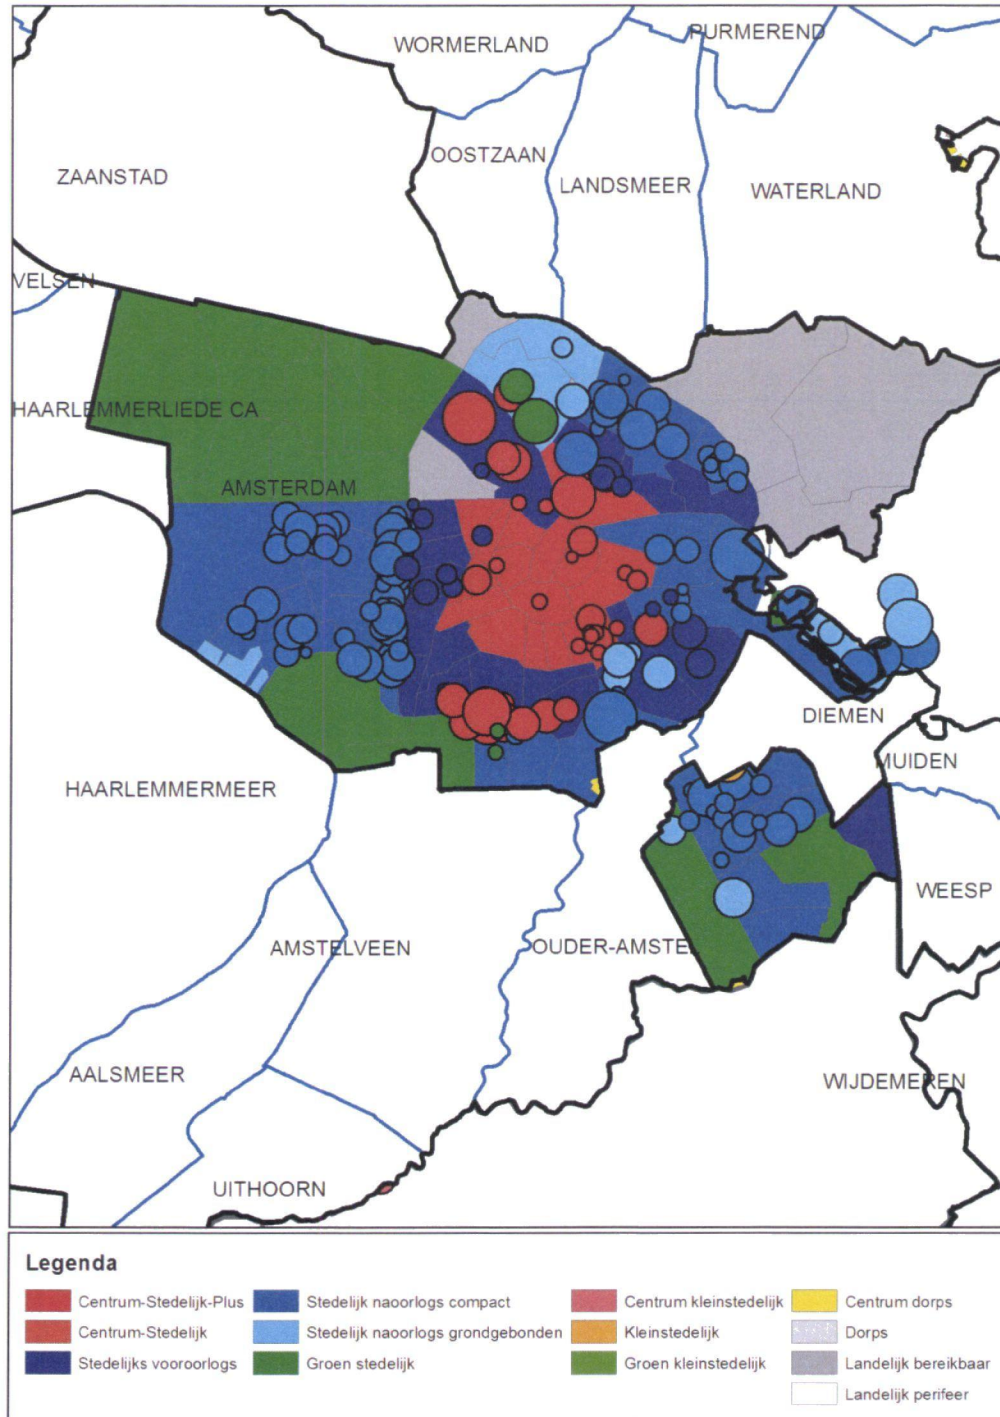 WORMERLAND
PURMEREND
OOSTZAAN
ZAANSTAD
LANDSMEER
WATERLAND
VELSEN
HAARLEMMERLIEDE CA
AMSTERDAM
DIEMEN
MUIDEN
HAARLEMMERMEER
WEESP
AMSTELVEEN
OUDER-AMSTEL
AALSMEER
WIJDEMEREN
UITHOORN
Legenda
Centrum-Stedelijk-Plus
Centrum-Stedelijk
Stedelijks vooroorlogs
Stedelijk naoorlogs compact
Stedelijk naoorlogs grondgebonden
Groen stedelijk
Centrum kleinstedelijk
Kleinstedelijk
Groen kleinstedelijk
Centrum dorps
Dorps
Landelijk bereikbaar
Landelijk perifeer